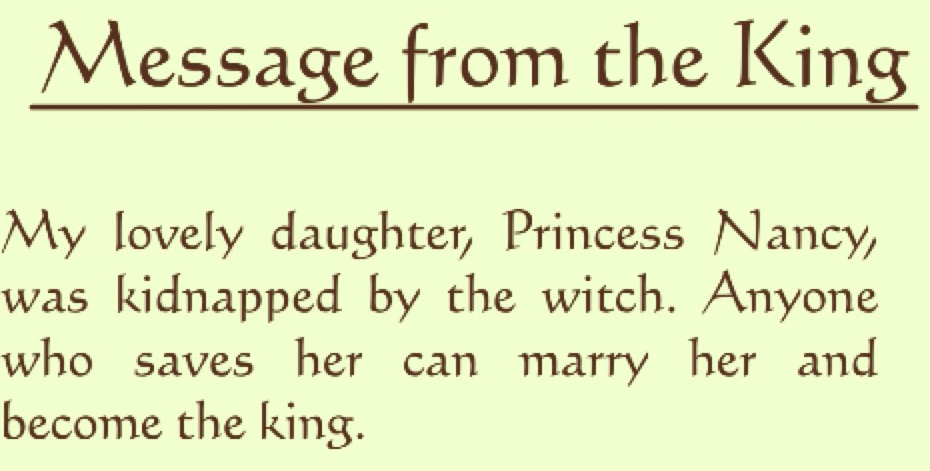 Message from the King
My lovely daughter, Princess Nancy,
was kidnapped by the witch. Anyone
who saves her can marry her and
become the king.